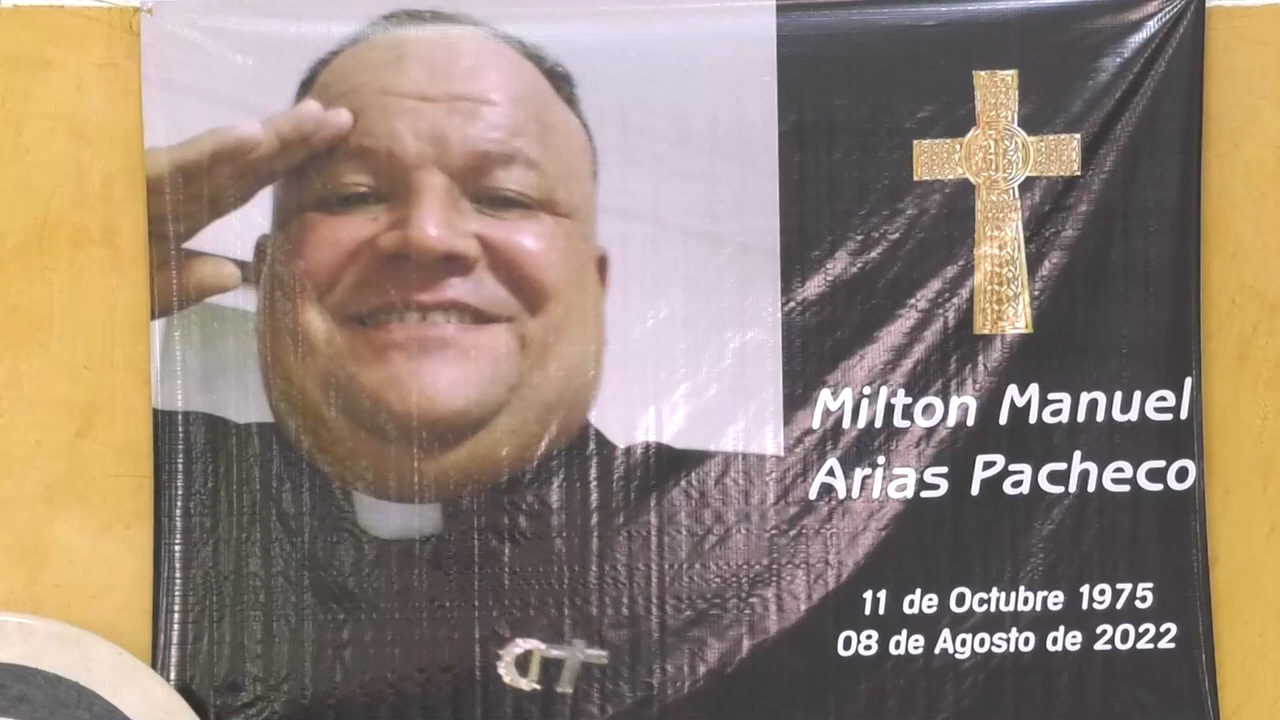 Milton Manuel
Arias Pacheco
11 de Octubre 1975
08 de Agosto de 2022